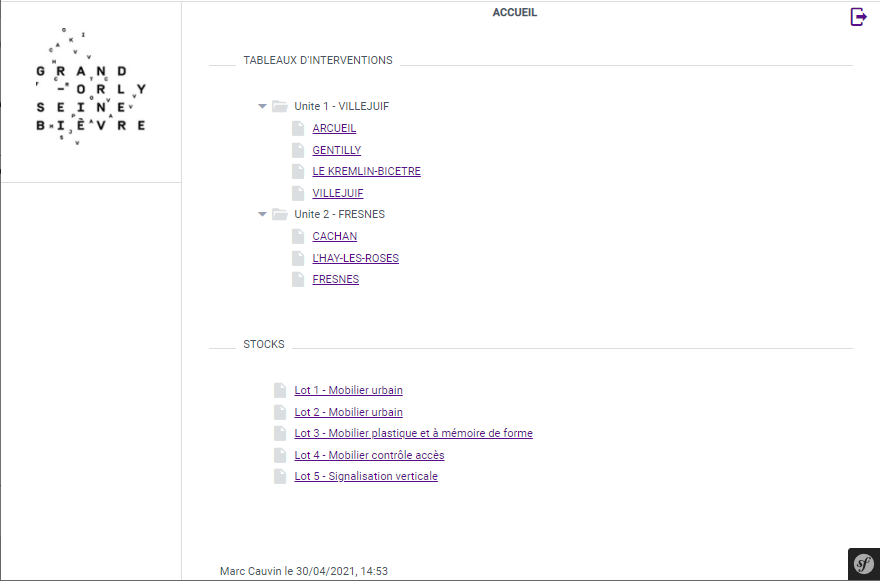 ACCUEIL
GRAND
-ORLY
SEINE
BIÈVRE
TABLEAUX D'INTERVENTIONS
Unite 1 - VILLEJUIF
ARCUEIL
GENTILLY
LE KREMLIN-BICETRE
VILLEJUIF
Unite 2 - FRESNES
CACHAN
L'HAY-LES-ROSES
FRESNES
STOCKS
Lot 1 - Mobilier urbain
Lot 2 - Mobilier urbain
Lot 3 - Mobilier plastique et à mémoire de forme
Lot 4 - Mobilier contrôle accès
Lot 5 - Signalisation verticale
Marc Cauvin le 30/04/2021, 14:53
sf